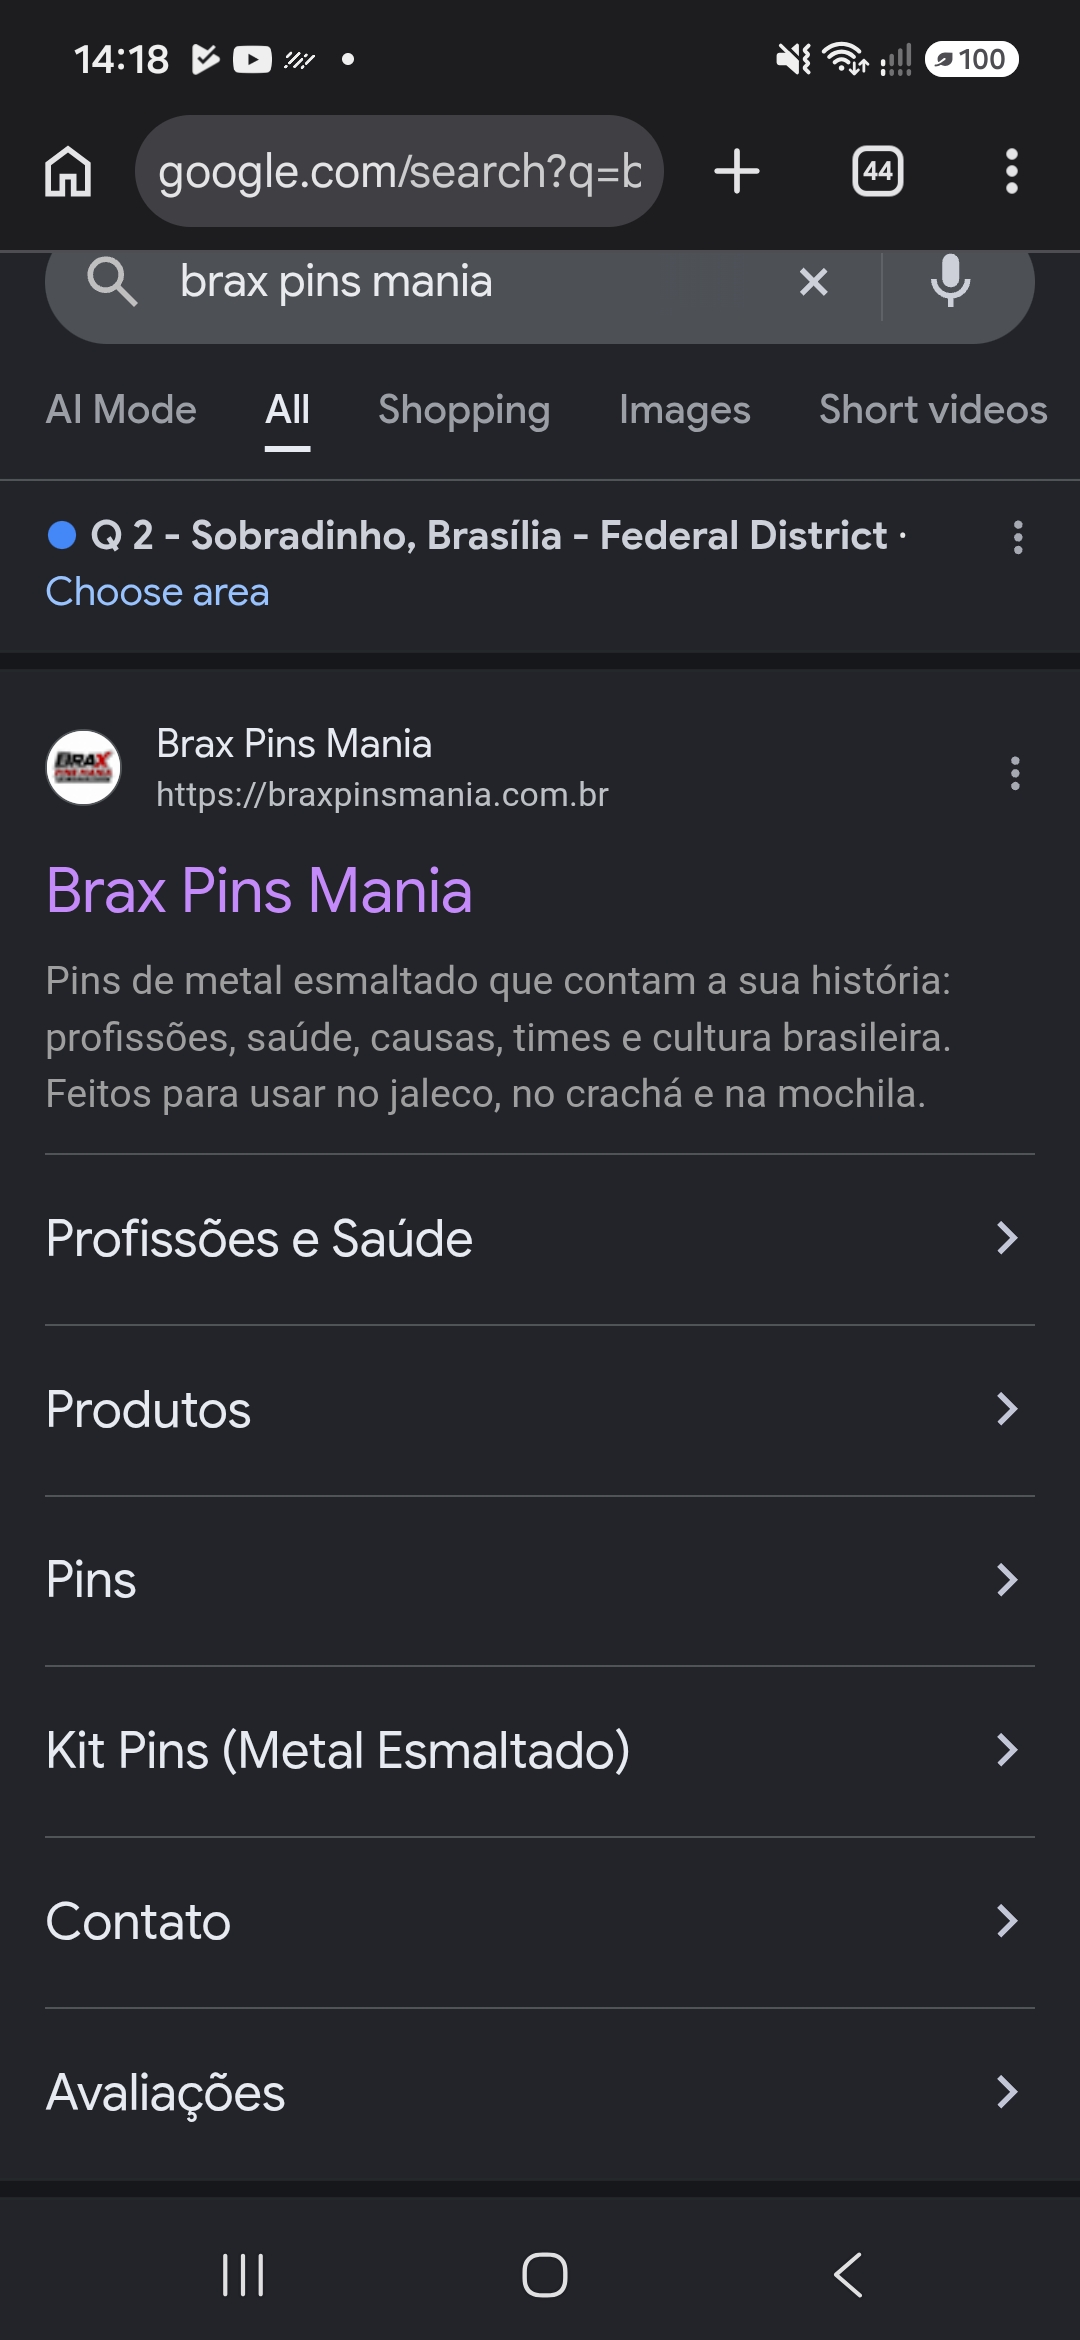 14:18
100
google.com/search?q=b
44
brax pins mania
AI Mode All Shopping Images Short videos
Q 2 - Sobradinho, Brasília - Federal District ·
Choose area
BRAX
Brax Pins Mania
https://braxpinsmania.com.br
Brax Pins Mania
Pins de metal esmaltado que contam a sua história:
profissões, saúde, causas, times e cultura brasileira.
Feitos para usar no jaleco, no crachá e na mochila.
Profissões e Saúde
Produtos
Pins
Kit Pins (Metal Esmaltado)
Contato
Avaliações